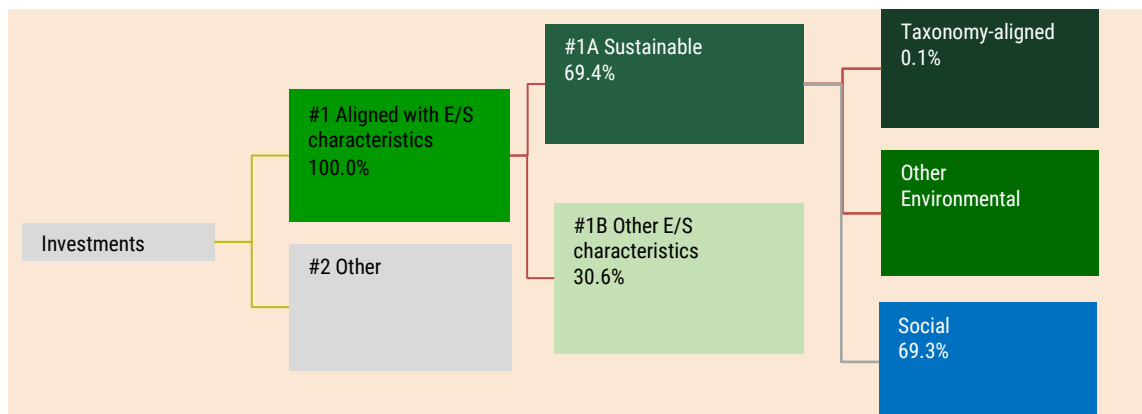 Investments
#1 Aligned with E/S
characteristics
100.0%
#2 Other
#1A Sustainable
69.4%
#1B Other E/S
characteristics
30.6%
Taxonomy-aligned
0.1%
Other
Environmental
Social
69.3%